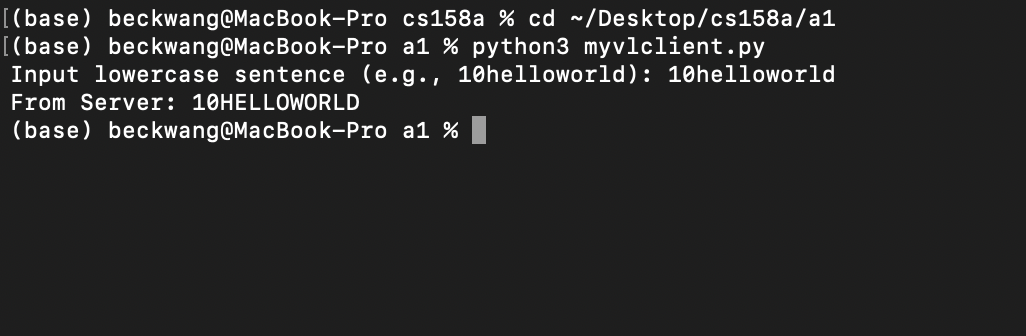 [(base) beckwang@MacBook-Pro cs158a % cd ~/Desktop/cs158a/a1
[(base) beckwang@MacBook-Pro a1 % python3 myvlclient.py
Input lowercase sentence (e.g., 10helloworld): 10helloworld
From Server: 10HELLOWORLD
(base) beckwang@MacBook-Pro a1 %